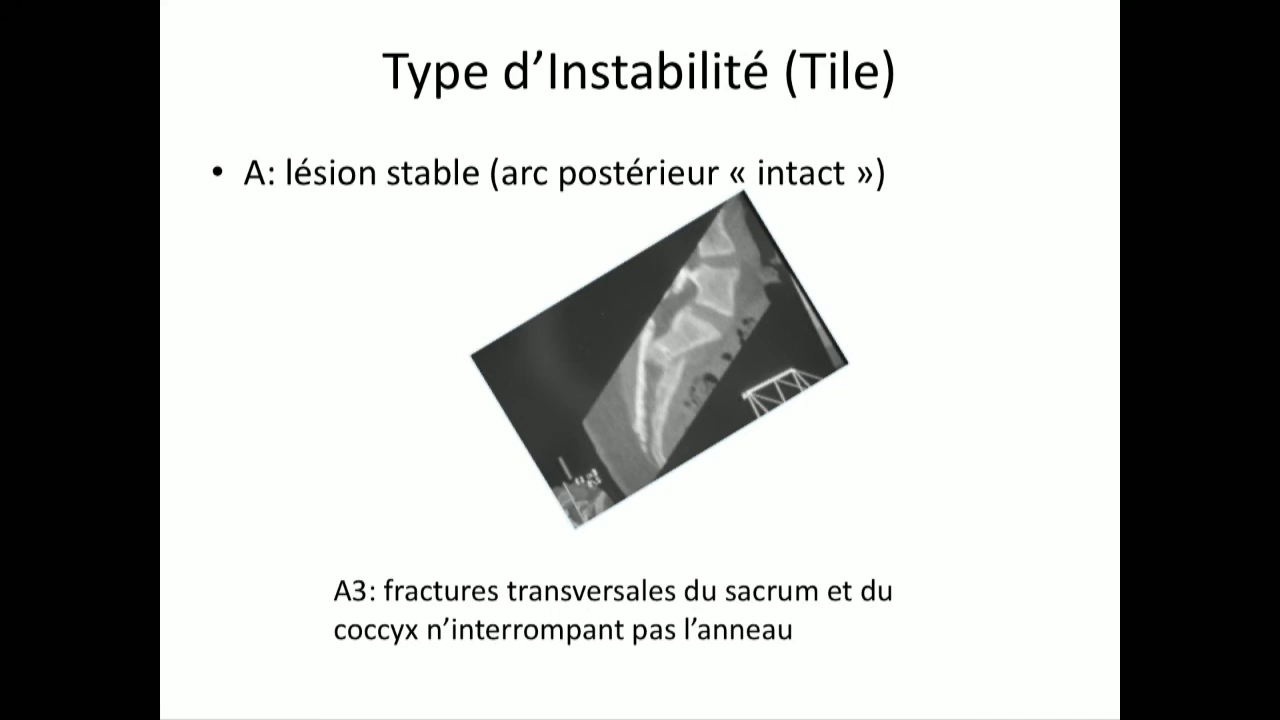 Type d’Instabilité (Tile)
• A: lésion stable (arc postérieur « intact »)
A3: fractures transversales du sacrum et du
coccyx n’interrompant pas l’anneau